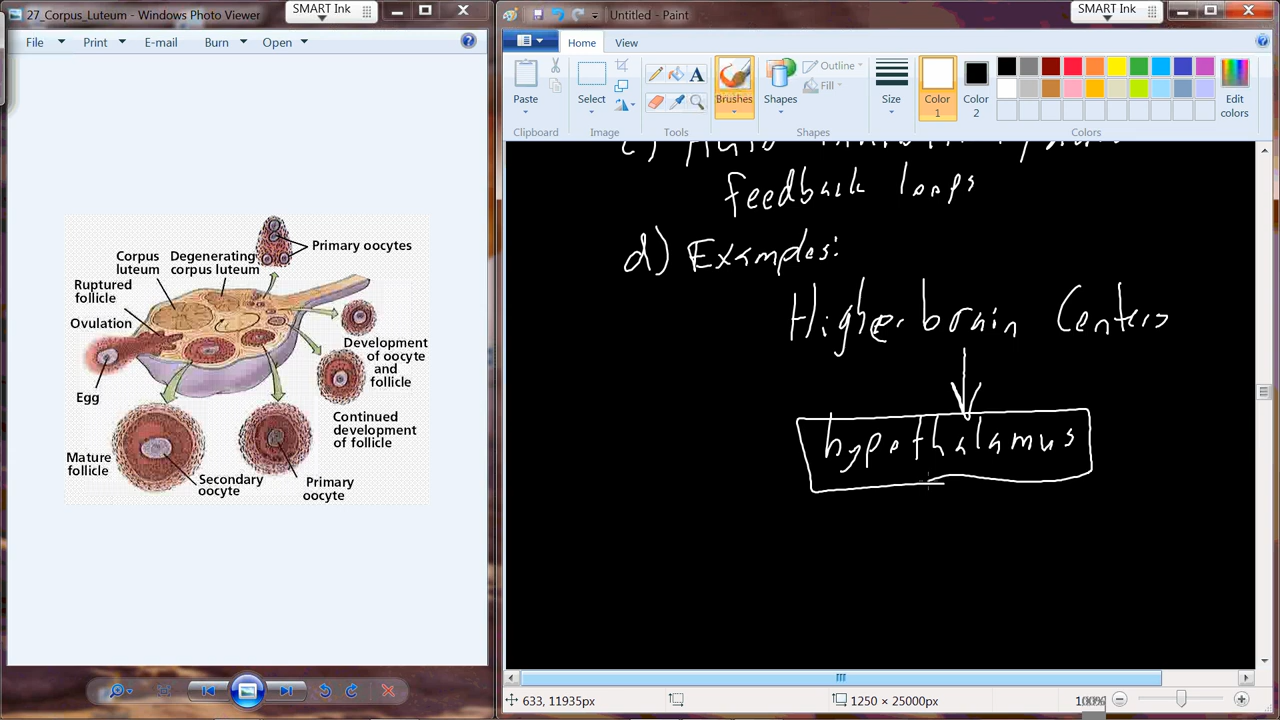 27_Corpus_Luteum - Windows Photo Viewer
SMART Ink
File Print E-mail Burn Open
Primary oocytes
Corpus luteum
Degenerating corpus luteum
Ruptured follicle
Ovulation
Egg
Development of oocyte and follicle
Continued development of follicle
Mature follicle
Secondary oocyte
Primary oocyte
Untitled - Paint
SMART Ink
Home View
Paste
Select
Brushes
Shapes
Outline
Fill
Size
Color 1
Color 2
Edit colors
Clipboard Image Tools Shapes Colors
feedback loops
d) Examples:
Higher brain Centers
hypothalamus
633, 11935px
1250 × 25000px
100%